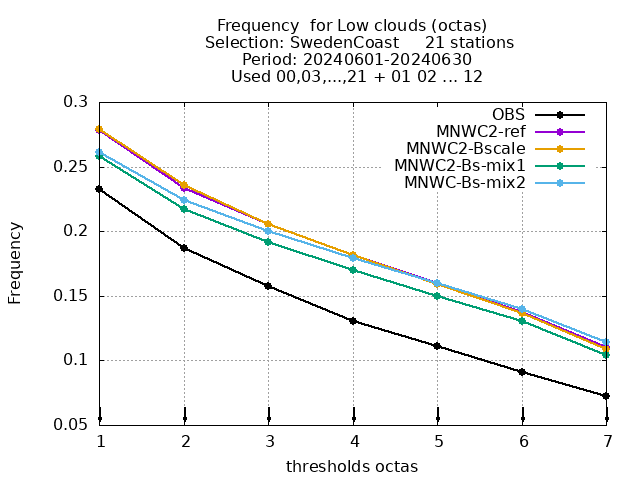 Frequency  for Low clouds (octas)
Selection: SwedenCoast     21 stations
Period: 20240601-20240630
Used 00,03,...,21 + 01 02 ... 12
OBS
MNWC2-ref
MNWC2-Bscale
MNWC2-Bs-mix1
MNWC-Bs-mix2
Frequency
0.3
0.25
0.2
0.15
0.1
0.05
1 2 3 4 5 6 7
thresholds octas